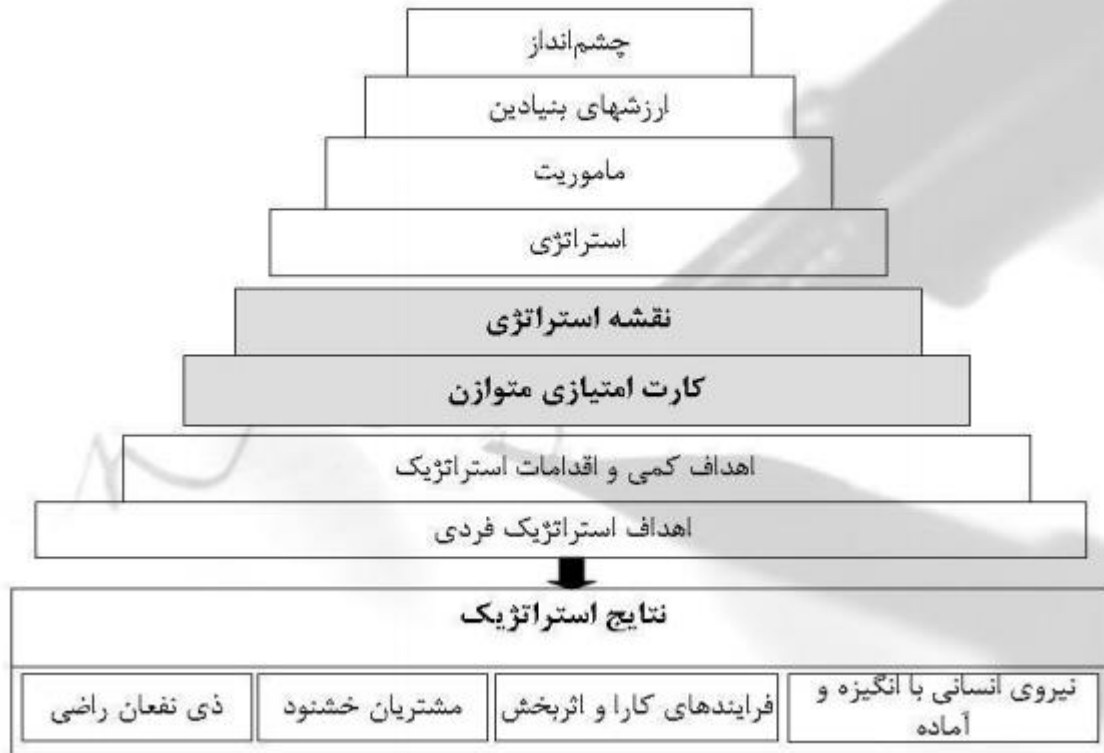 چشم‌انداز
ارزشهای بنیادین
ماموریت
استراتژی
نقشه استراتژی
کارت امتیازی متوازن
اهداف کمی و اقدامات استراتژیک
اهداف استراتژیک فردی
نتایج استراتژیک
نیروی انسانی با انگیزه و
آماده
فرایندهای کارا و اثربخش
مشتریان خشنود
ذی نفعان راضی